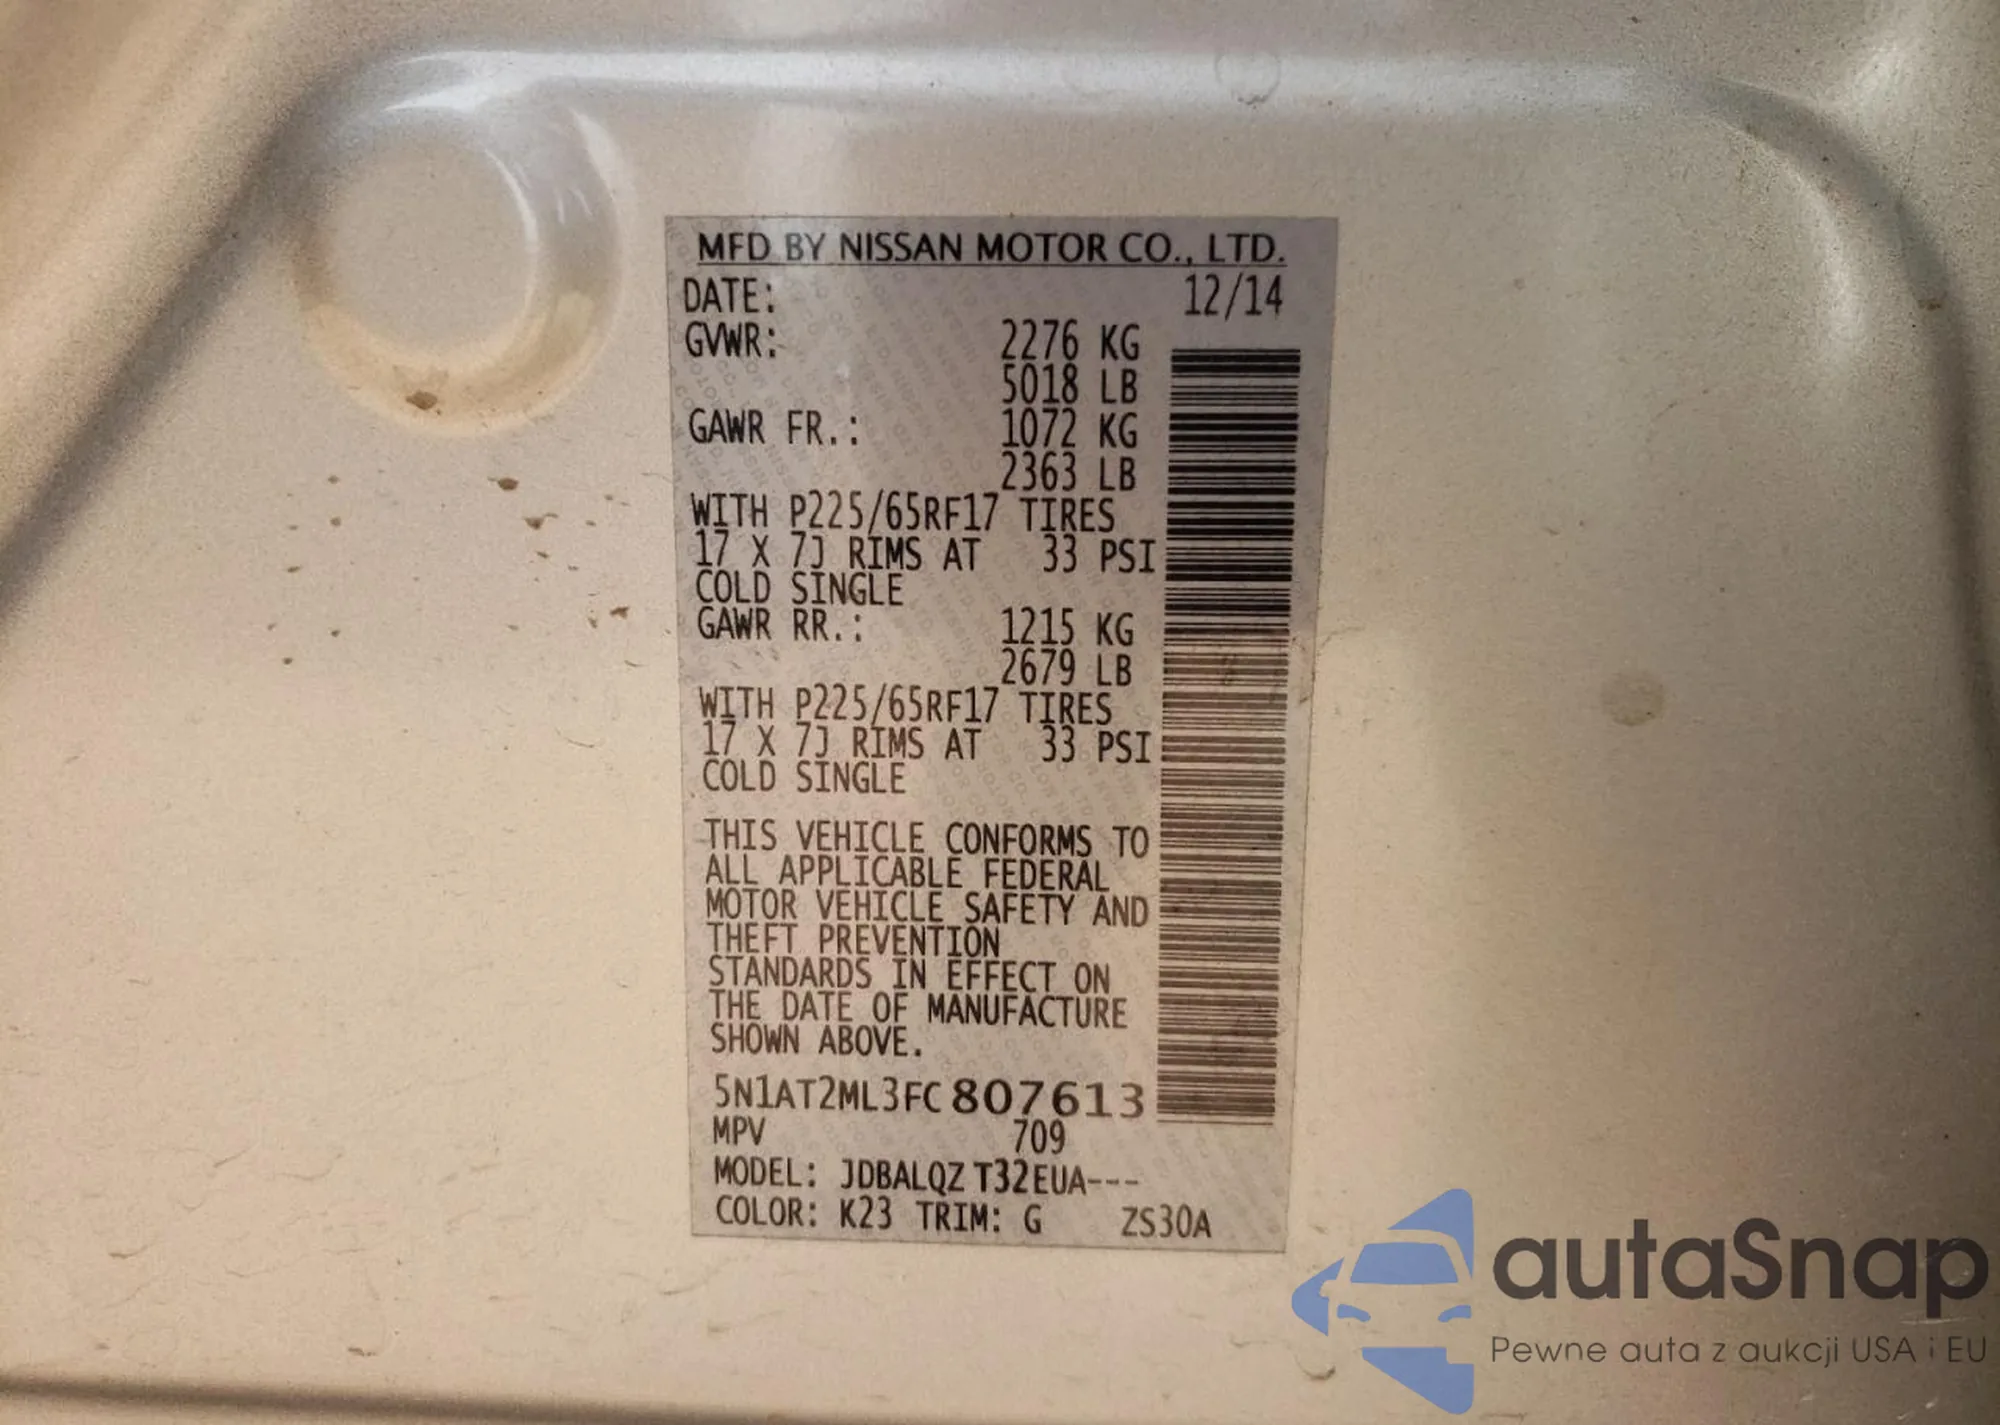 MFD BY NISSAN MOTOR CO., LTD.
DATE: 12/14
GVWR: 2276 KG
5018 LB
GAWR FR.: 1072 KG
2363 LB
WITH P225/65RF17 TIRES
17 X 7J RIMS AT 33 PSI
COLD SINGLE
GAWR RR.: 1215 KG
2679 LB
WITH P225/65RF17 TIRES
17 X 7J RIMS AT 33 PSI
COLD SINGLE
THIS VEHICLE CONFORMS TO
ALL APPLICABLE FEDERAL
MOTOR VEHICLE SAFETY AND
THEFT PREVENTION
STANDARDS IN EFFECT ON
THE DATE OF MANUFACTURE
SHOWN ABOVE.
5N1AT2ML3FC807613
MPV 709
MODEL: JDBALQZ T32EUA---
COLOR: K23 TRIM: G ZS30A
autaSnap
Pewne auta z aukcji USA i EU